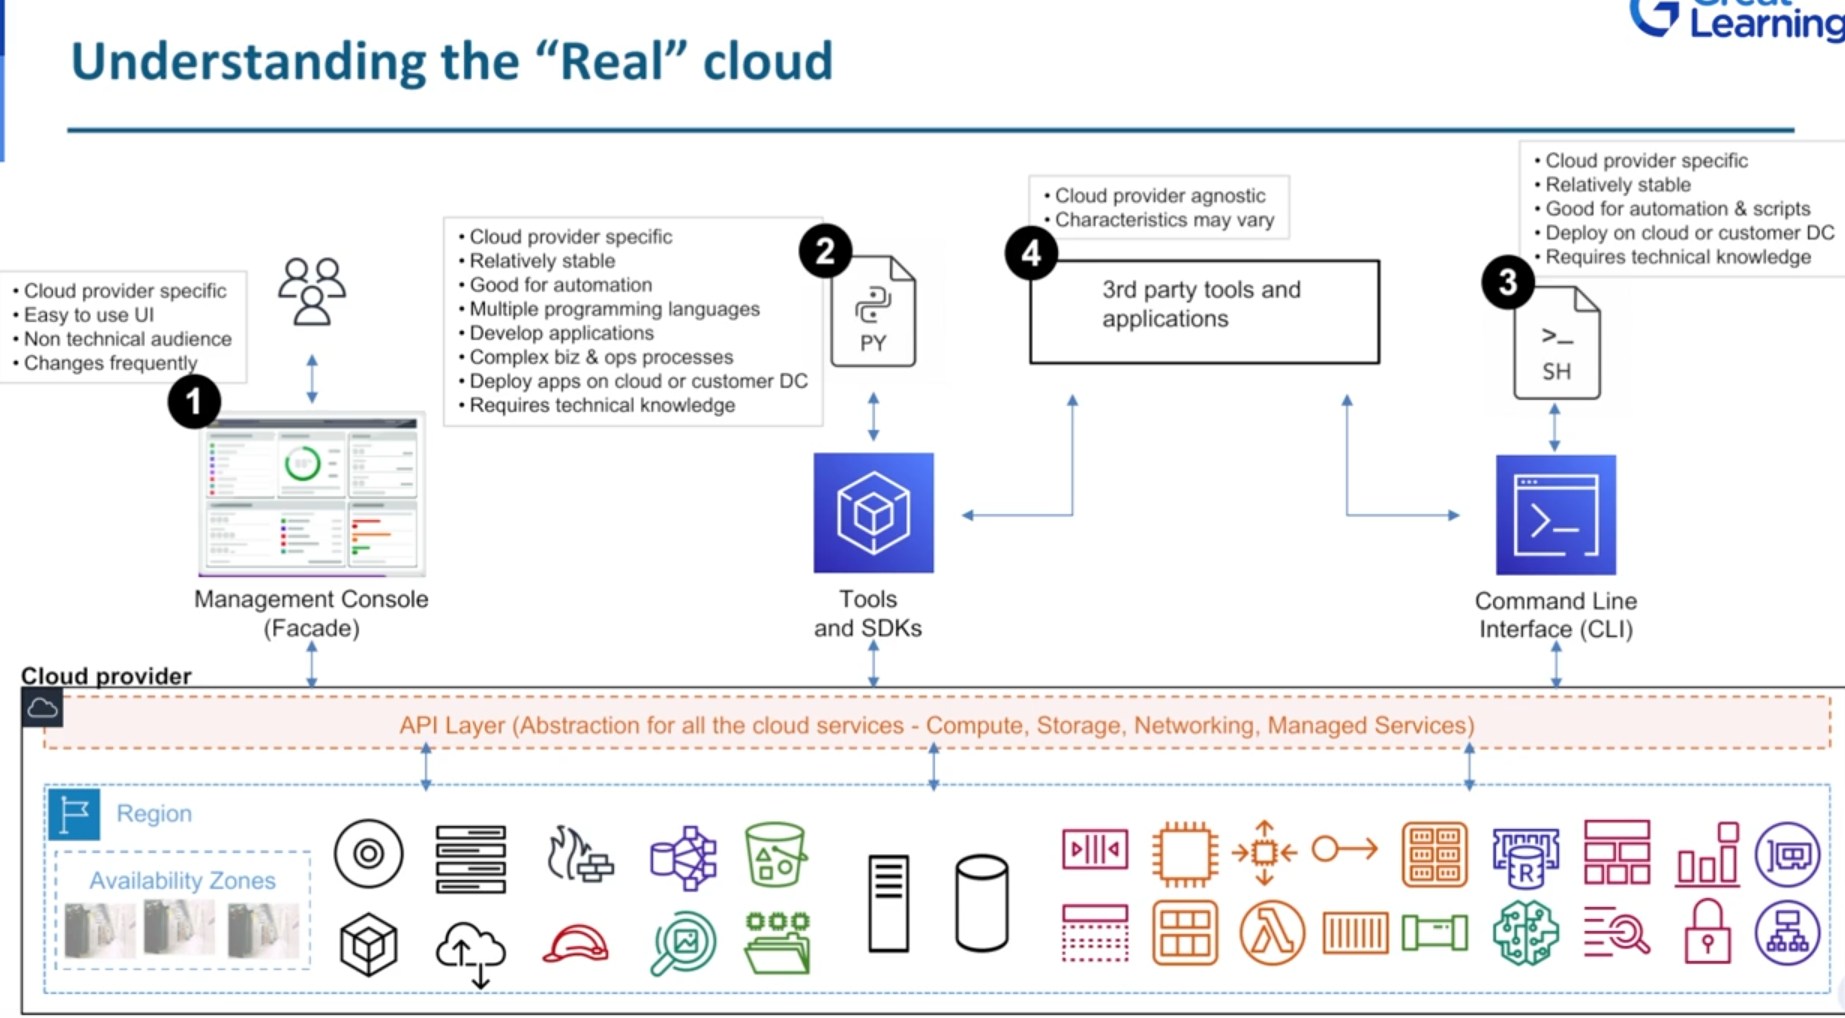 Great
Learning
Understanding the “Real” cloud
• Cloud provider specific
• Easy to use UI
• Non technical audience
• Changes frequently
1
Management Console
(Facade)
• Cloud provider specific
• Relatively stable
• Good for automation
• Multiple programming languages
• Develop applications
• Complex biz & ops processes
• Deploy apps on cloud or customer DC
• Requires technical knowledge
2
PY
Tools
and SDKs
• Cloud provider agnostic
• Characteristics may vary
4
3rd party tools and
applications
• Cloud provider specific
• Relatively stable
• Good for automation & scripts
• Deploy on cloud or customer DC
• Requires technical knowledge
3
>_
SH
Command Line
Interface (CLI)
Cloud provider
API Layer (Abstraction for all the cloud services - Compute, Storage, Networking, Managed Services)
Region
Availability Zones
R